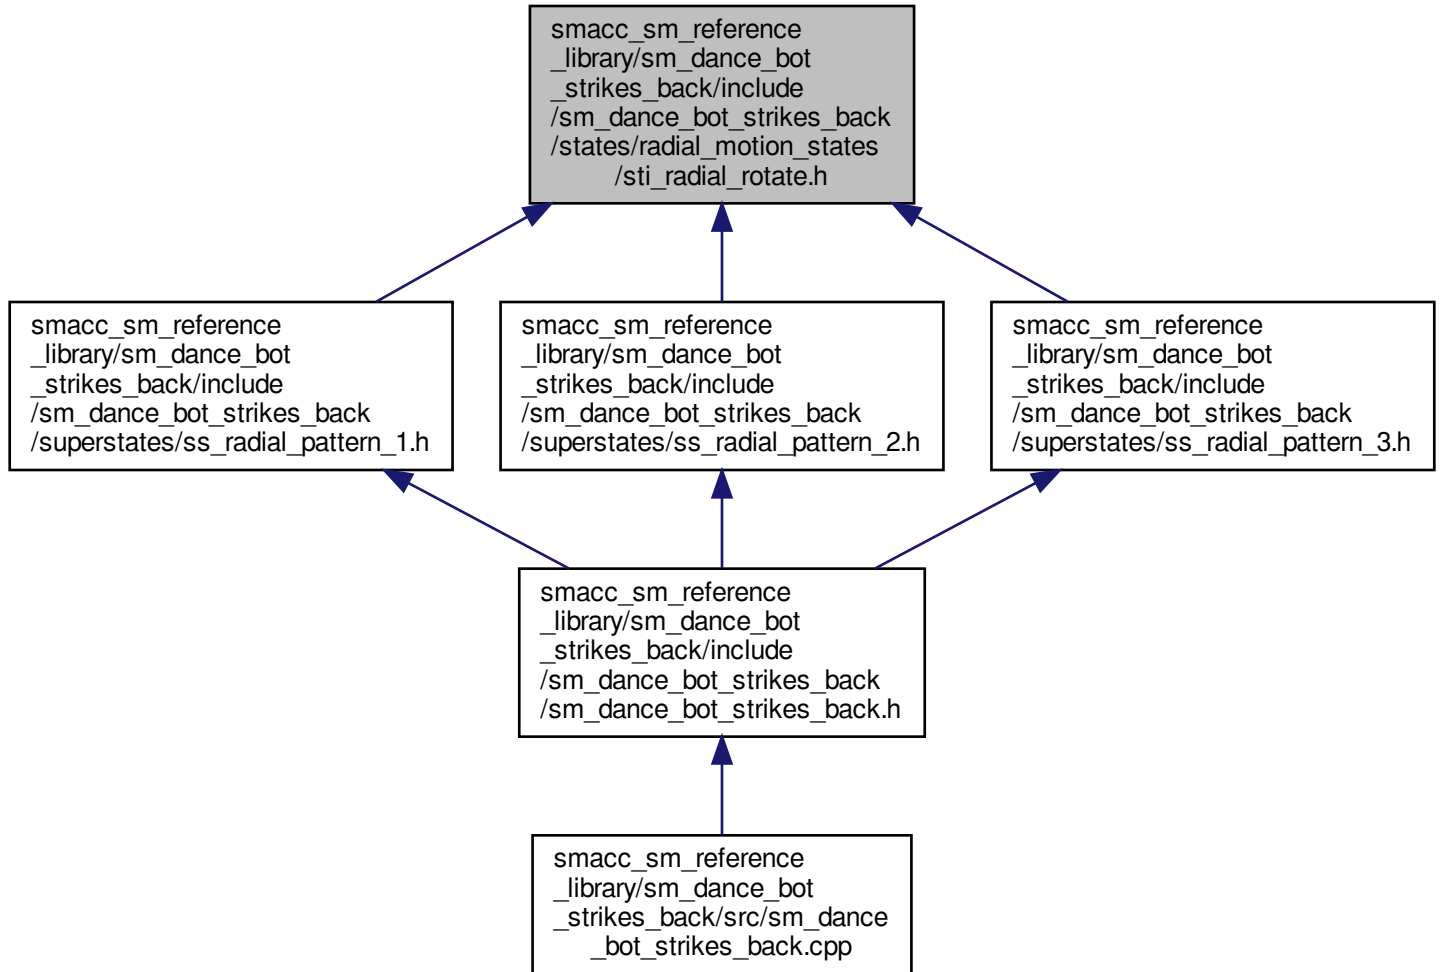 smacc_sm_reference
_library/sm_dance_bot
_strikes_back/include
/sm_dance_bot_strikes_back
/states/radial_motion_states
/sti_radial_rotate.h
smacc_sm_reference
_library/sm_dance_bot
_strikes_back/include
/sm_dance_bot_strikes_back
/superstates/ss_radial_pattern_1.h
smacc_sm_reference
_library/sm_dance_bot
_strikes_back/include
/sm_dance_bot_strikes_back
/superstates/ss_radial_pattern_2.h
smacc_sm_reference
_library/sm_dance_bot
_strikes_back/include
/sm_dance_bot_strikes_back
/superstates/ss_radial_pattern_3.h
smacc_sm_reference
_library/sm_dance_bot
_strikes_back/include
/sm_dance_bot_strikes_back
/sm_dance_bot_strikes_back.h
smacc_sm_reference
_library/sm_dance_bot
_strikes_back/src/sm_dance
_bot_strikes_back.cpp